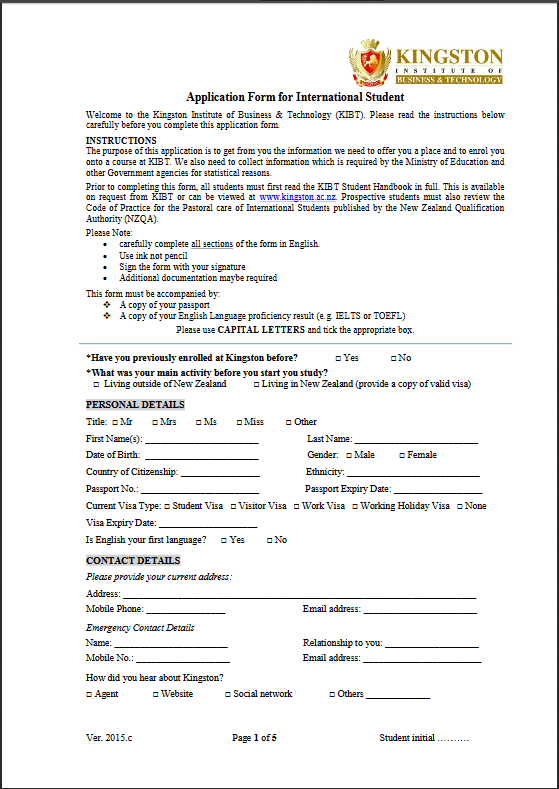 KINGSTON
INSTITUTE OF
BUSINESS & TECHNOLOGY
Application Form for International Student
Welcome to the Kingston Institute of Business & Technology (KIBT). Please read the instructions below
carefully before you complete this application form.
INSTRUCTIONS
The purpose of this application is to get from you the information we need to offer you a place and to enrol you
onto a course at KIBT. We also need to collect information which is required by the Ministry of Education and
other Government agencies for statistical reasons.
Prior to completing this form, all students must first read the KIBT Student Handbook in full. This is available
on request from KIBT or can be viewed at www.kingston.ac.nz. Prospective students must also review the
Code of Practice for the Pastoral care of International Students published by the New Zealand Qualification
Authority (NZQA).
Please Note:
• carefully complete all sections of the form in English.
• Use ink not pencil
• Sign the form with your signature
• Additional documentation maybe required
This form must be accompanied by:
❖ A copy of your passport
❖ A copy of your English Language proficiency result (e.g. IELTS or TOEFL)
Please use CAPITAL LETTERS and tick the appropriate box.
*Have you previously enrolled at Kingston before? □ Yes □ No
*What was your main activity before you start you study?
□ Living outside of New Zealand □ Living in New Zealand (provide a copy of valid visa)
PERSONAL DETAILS
Title: □ Mr □ Mrs □ Ms □ Miss □ Other
First Name(s): ______________________ Last Name: ________________________
Date of Birth: ______________________ Gender: □ Male □ Female
Country of Citizenship: _______________ Ethnicity: __________________________
Passport No.: _______________________ Passport Expiry Date: _________________
Current Visa Type: □ Student Visa □ Visitor Visa □ Work Visa □ Working Holiday Visa □ None
Visa Expiry Date: ___________________
Is English your first language? □ Yes □ No
CONTACT DETAILS
Please provide your current address:
Address: ______________________________________________________________________
Mobile Phone: _______________ Email address: ______________________
Emergency Contact Details
Name: ______________________ Relationship to you: __________________
Mobile No.: __________________ Email address: _______________________
How did you hear about Kingston?
□ Agent □ Website □ Social network □ Others ____________
Ver. 2015.c Page 1 of 5 Student initial ..........